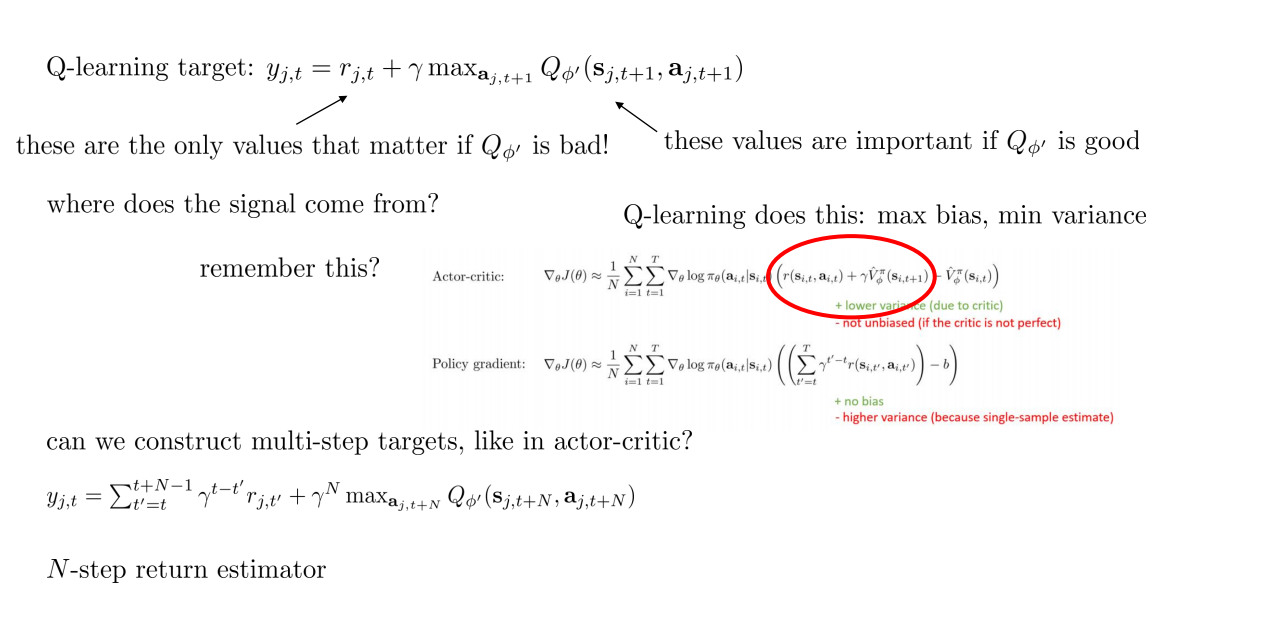 Q-learning target: $y_{j,t} = r_{j,t} + \gamma \max_{\mathbf{a}_{j,t+1}} Q_{\phi'}(\mathbf{s}_{j,t+1}, \mathbf{a}_{j,t+1})$
these are the only values that matter if $Q_{\phi'}$ is bad!
these values are important if $Q_{\phi'}$ is good
where does the signal come from?
Q-learning does this: max bias, min variance
remember this?
Actor-critic: $\nabla_\theta J(\theta) \approx \frac{1}{N} \sum_{i=1}^{N} \sum_{t=1}^{T} \nabla_\theta \log \pi_\theta(\mathbf{a}_{i,t}|\mathbf{s}_{i,t}) \left( r(\mathbf{s}_{i,t}, \mathbf{a}_{i,t}) + \gamma \hat{V}^\pi_\phi(\mathbf{s}_{i,t+1}) - \hat{V}^\pi_\phi(\mathbf{s}_{i,t}) \right)$
+ lower variance (due to critic)
- not unbiased (if the critic is not perfect)
Policy gradient: $\nabla_\theta J(\theta) \approx \frac{1}{N} \sum_{i=1}^{N} \sum_{t=1}^{T} \nabla_\theta \log \pi_\theta(\mathbf{a}_{i,t}|\mathbf{s}_{i,t}) \left( \left( \sum_{t'=t}^{T} \gamma^{t'-t} r(\mathbf{s}_{i,t'}, \mathbf{a}_{i,t'}) \right) - b \right)$
+ no bias
- higher variance (because single-sample estimate)
can we construct multi-step targets, like in actor-critic?
$y_{j,t} = \sum_{t'=t}^{t+N-1} \gamma^{t-t'} r_{j,t'} + \gamma^N \max_{\mathbf{a}_{j,t+N}} Q_{\phi'}(\mathbf{s}_{j,t+N}, \mathbf{a}_{j,t+N})$
$N$-step return estimator